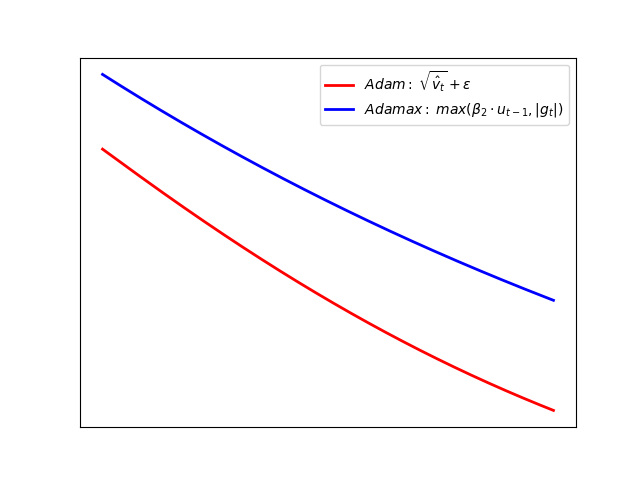 Adam: √v̂ₜ + ε
Adamax: max(β₂ · uₜ₋₁, |gₜ|)